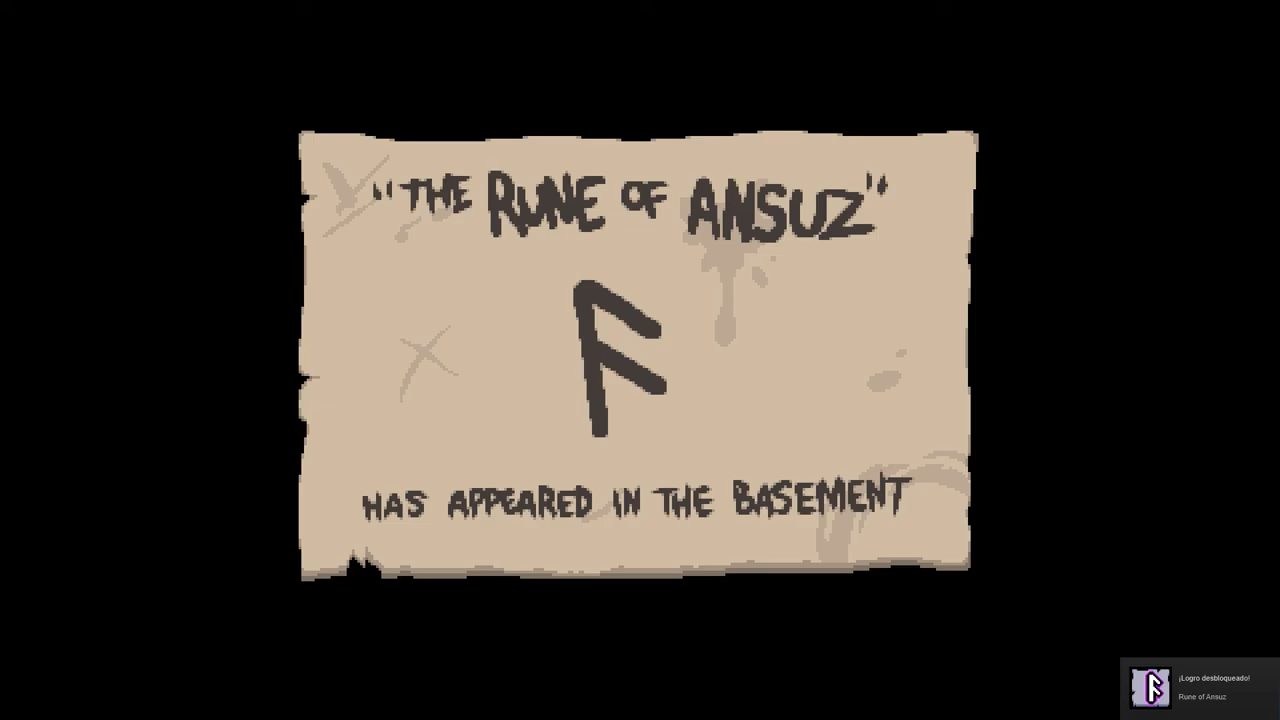 "THE RUNE OF ANSUZ"
HAS APPEARED IN THE BASEMENT
¡Logro desbloqueado!
Rune of Ansuz